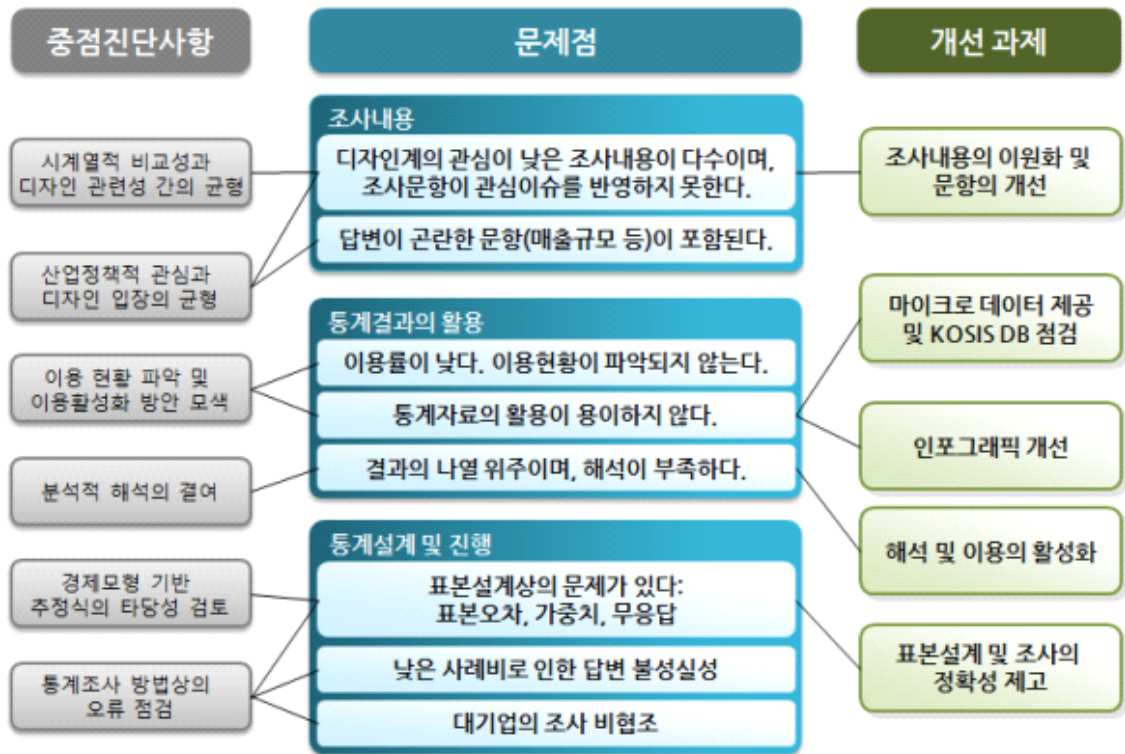 중점진단사항
시계열적 비교성과
디자인 관련성 간의 균형
산업정책적 관심과
디자인 입장의 균형
이용 현황 파악 및
이용활성화 방안 모색
분석적 해석의 결여
경제모형 기반
추정식의 타당성 검토
통계조사 방법상의
오류 점검
문제점
조사내용
디자인계의 관심이 낮은 조사내용이 다수이며,
조사문항이 관심이슈를 반영하지 못한다.
답변이 곤란한 문항(매출규모 등)이 포함된다.
통계결과의 활용
이용률이 낮다. 이용현황이 파악되지 않는다.
통계자료의 활용이 용이하지 않다.
결과의 나열 위주이며, 해석이 부족하다.
통계설계 및 진행
표본설계상의 문제가 있다:
표본오차, 가중치, 무응답
낮은 사례비로 인한 답변 불성실성
대기업의 조사 비협조
개선 과제
조사내용의 이원화 및
문항의 개선
마이크로 데이터 제공
및 KOSIS DB 점검
인포그래픽 개선
해석 및 이용의 활성화
표본설계 및 조사의
정확성 제고